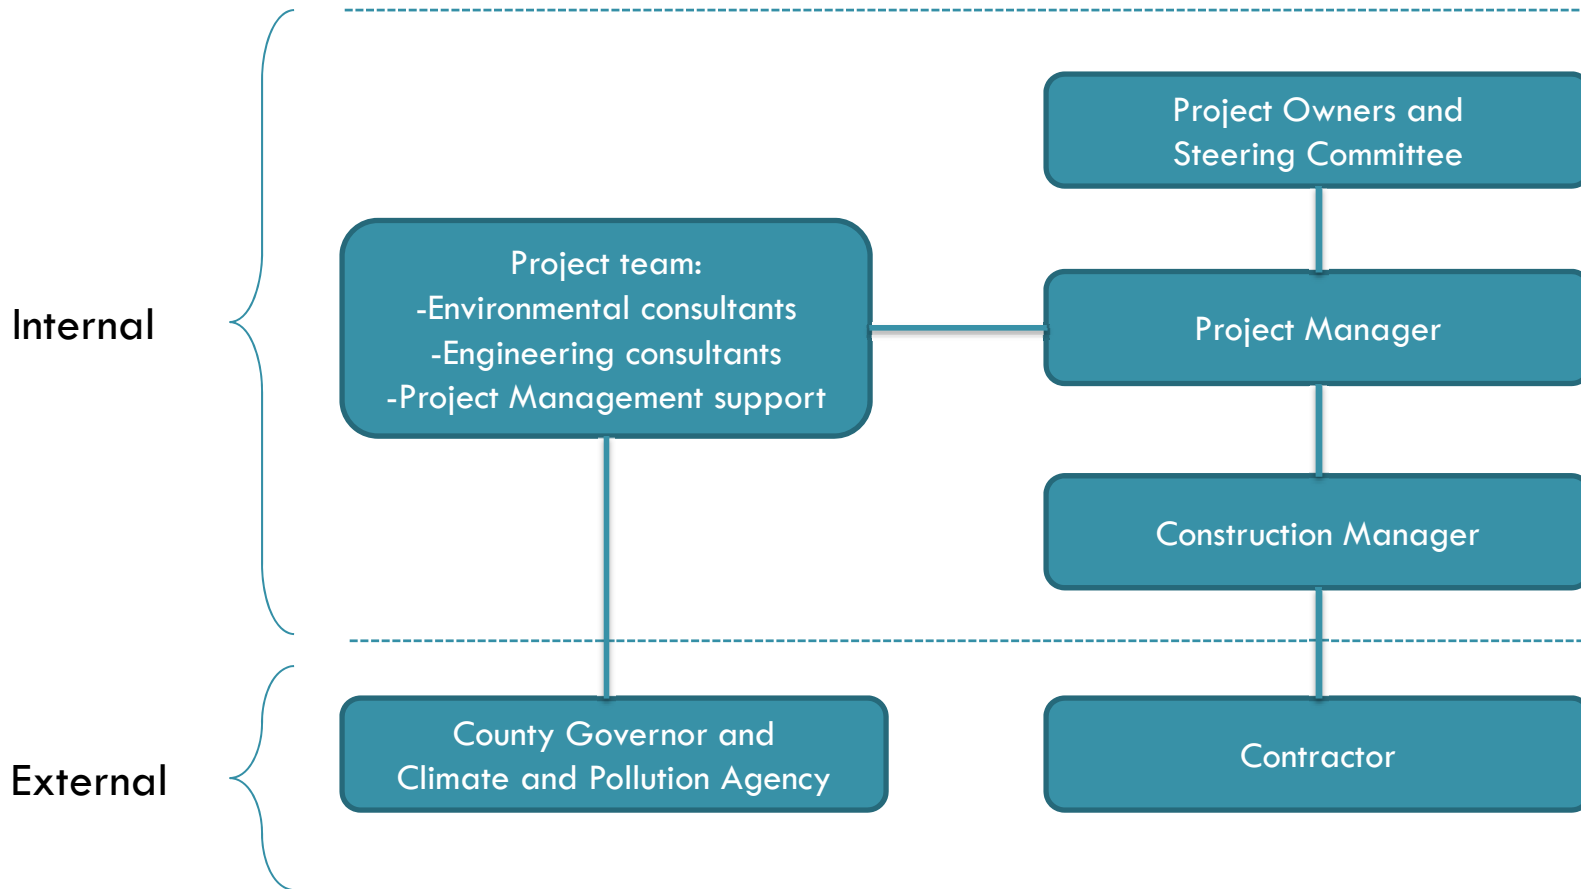 Project Owners and
Steering Committee
Project team:
-Environmental consultants
-Engineering consultants
-Project Management support
Internal
Project Manager
Construction Manager
County Governor and
Climate and Pollution Agency
External
Contractor